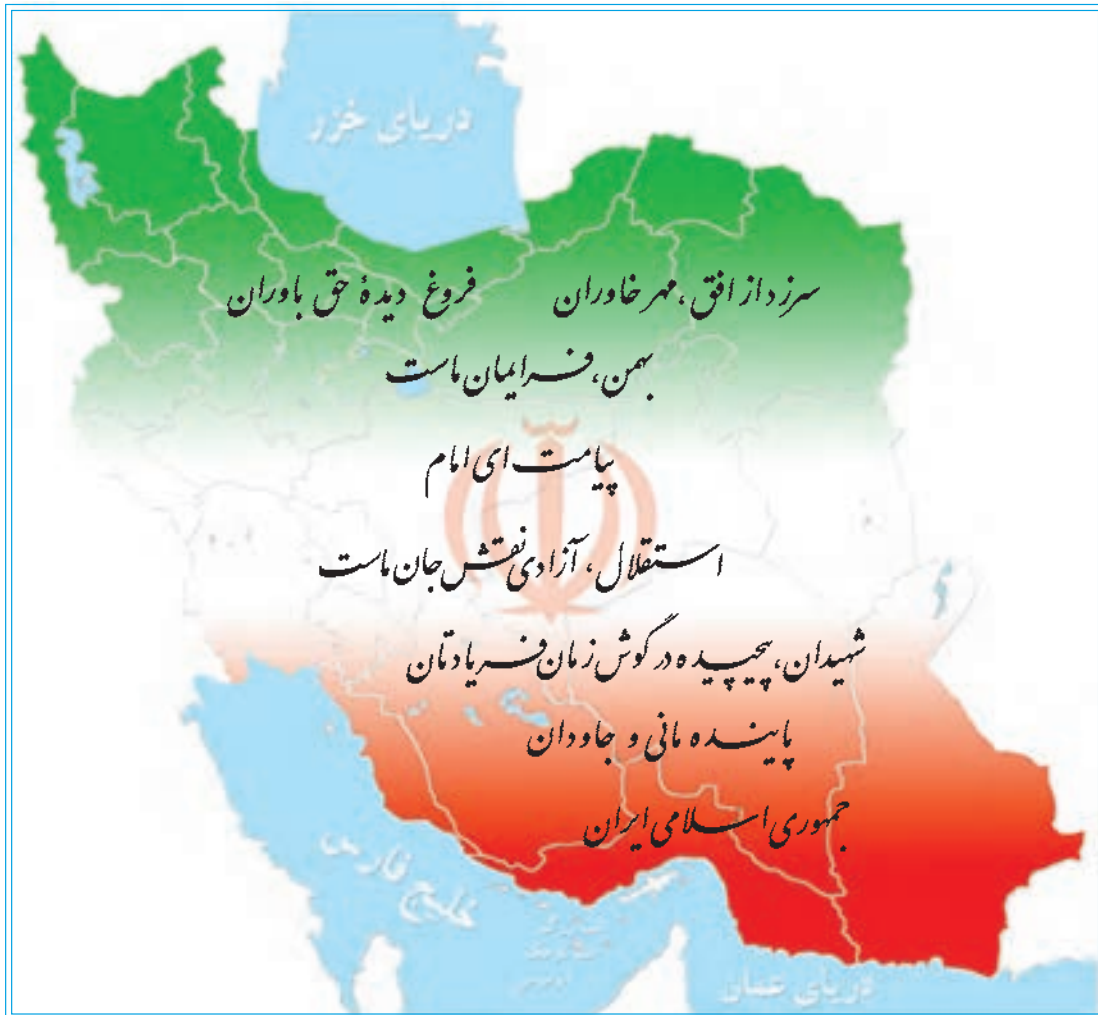 دریای خزر
سرزد از افق، مهر خاوران فروغ دیدهٔ حق باوران
بهمن، فر ایمان ماست
پیامت ای امام
استقلال، آزادی نقش جان ماست
شهیدان، پیچیده در گوش زمان فریادتان
پاینده مانی و جاودان
جمهوری اسلامی ایران
خلیج فارس
دریای عمان